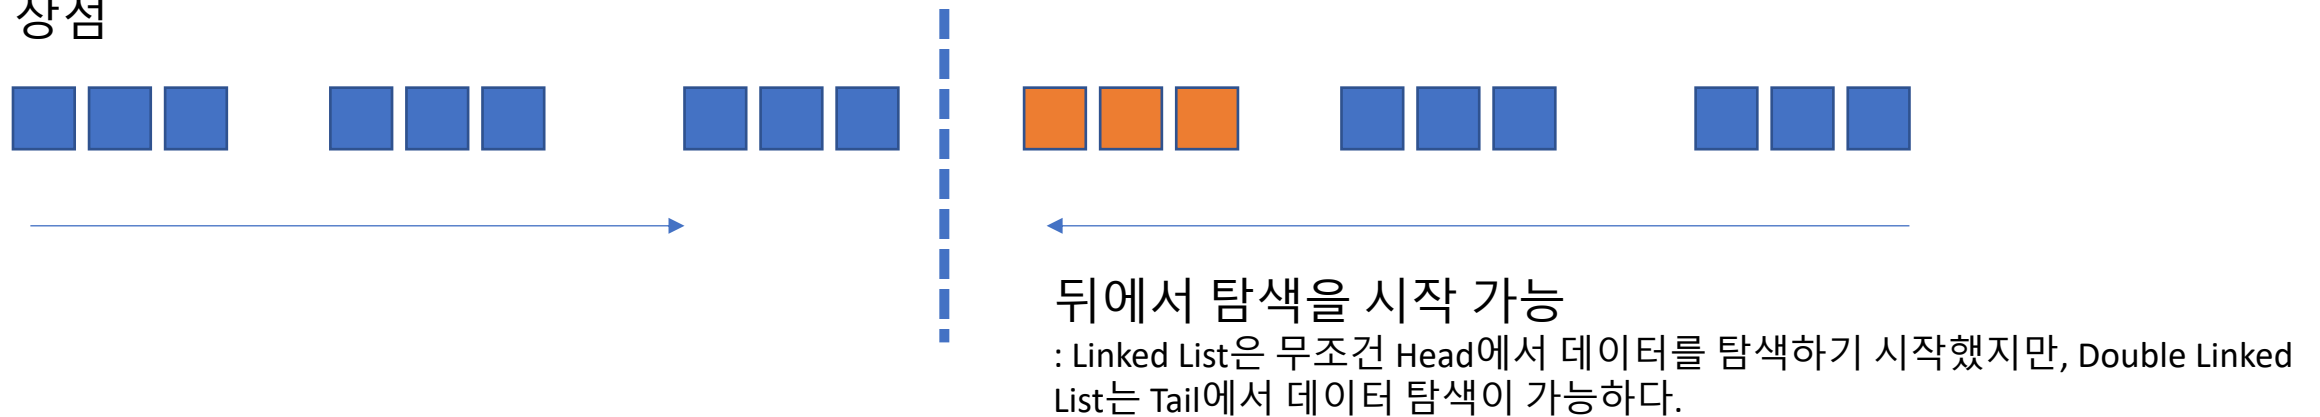 뒤에서 탐색을 시작 가능
: Linked List은 무조건 Head에서 데이터를 탐색하기 시작했지만, Double Linked
List는 Tail에서 데이터 탐색이 가능하다.